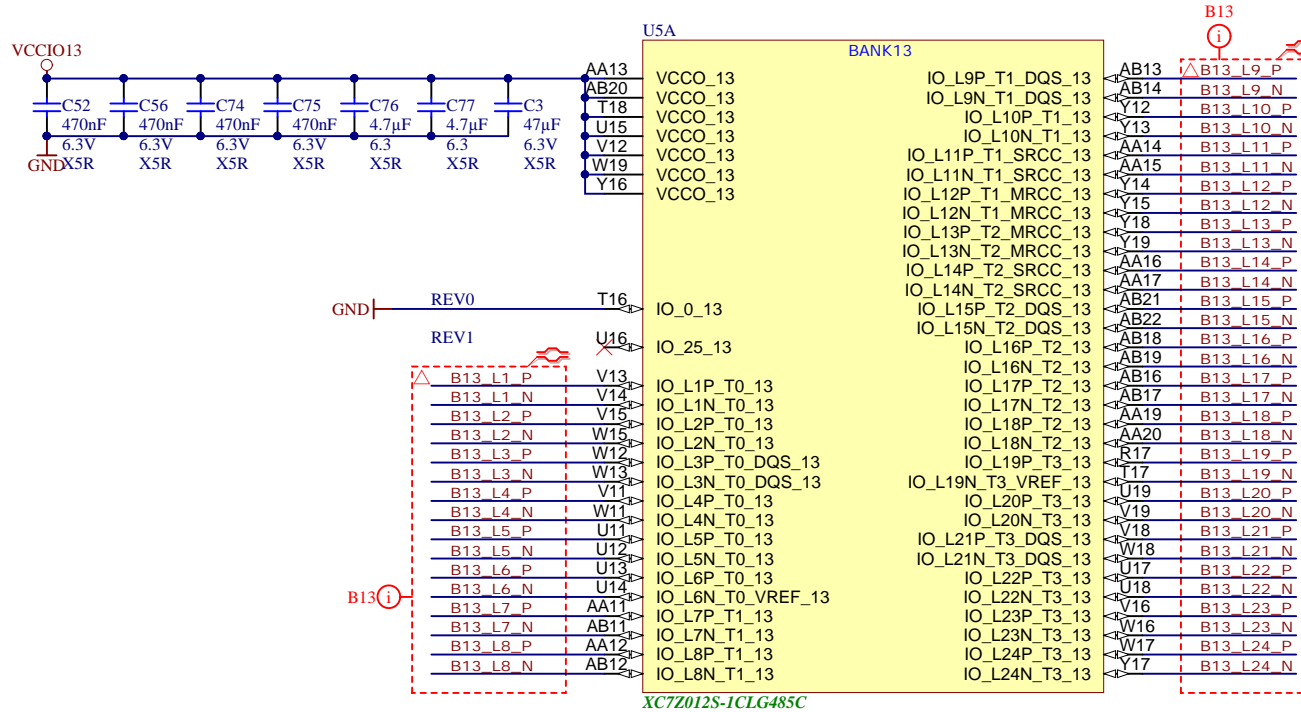 B13
U5A
BANK13
VCCIO13
C52
470nF
6.3V
X5R
C56
470nF
6.3V
X5R
C74
470nF
6.3V
X5R
C75
470nF
6.3V
X5R
C76
4.7µF
6.3
X5R
C77
4.7µF
6.3
X5R
C3
47µF
6.3V
X5R
GND
AA13 VCCO_13
AB20 VCCO_13
T18 VCCO_13
U15 VCCO_13
V12 VCCO_13
W19 VCCO_13
Y16 VCCO_13
GND REV0 T16 IO_0_13
REV1 U16 IO_25_13
B13_L1_P V13 IO_L1P_T0_13
B13_L1_N V14 IO_L1N_T0_13
B13_L2_P V15 IO_L2P_T0_13
B13_L2_N W15 IO_L2N_T0_13
B13_L3_P W12 IO_L3P_T0_DQS_13
B13_L3_N W13 IO_L3N_T0_DQS_13
B13_L4_P V11 IO_L4P_T0_13
B13_L4_N W11 IO_L4N_T0_13
B13_L5_P U11 IO_L5P_T0_13
B13_L5_N U12 IO_L5N_T0_13
B13_L6_P U13 IO_L6P_T0_13
B13 i
B13_L6_N U14 IO_L6N_T0_VREF_13
B13_L7_P AA11 IO_L7P_T1_13
B13_L7_N AB11 IO_L7N_T1_13
B13_L8_P AA12 IO_L8P_T1_13
B13_L8_N AB12 IO_L8N_T1_13
i
IO_L9P_T1_DQS_13 AB13 B13_L9_P
IO_L9N_T1_DQS_13 AB14 B13_L9_N
IO_L10P_T1_13 Y12 B13_L10_P
IO_L10N_T1_13 Y13 B13_L10_N
IO_L11P_T1_SRCC_13 AA14 B13_L11_P
IO_L11N_T1_SRCC_13 AA15 B13_L11_N
IO_L12P_T1_MRCC_13 Y14 B13_L12_P
IO_L12N_T1_MRCC_13 Y15 B13_L12_N
IO_L13P_T2_MRCC_13 Y18 B13_L13_P
IO_L13N_T2_MRCC_13 Y19 B13_L13_N
IO_L14P_T2_SRCC_13 AA16 B13_L14_P
IO_L14N_T2_SRCC_13 AA17 B13_L14_N
IO_L15P_T2_DQS_13 AB21 B13_L15_P
IO_L15N_T2_DQS_13 AB22 B13_L15_N
IO_L16P_T2_13 AB18 B13_L16_P
IO_L16N_T2_13 AB19 B13_L16_N
IO_L17P_T2_13 AB16 B13_L17_P
IO_L17N_T2_13 AB17 B13_L17_N
IO_L18P_T2_13 AA19 B13_L18_P
IO_L18N_T2_13 AA20 B13_L18_N
IO_L19P_T3_13 R17 B13_L19_P
IO_L19N_T3_VREF_13 T17 B13_L19_N
IO_L20P_T3_13 U19 B13_L20_P
IO_L20N_T3_13 V19 B13_L20_N
IO_L21P_T3_DQS_13 V18 B13_L21_P
IO_L21N_T3_DQS_13 W18 B13_L21_N
IO_L22P_T3_13 U17 B13_L22_P
IO_L22N_T3_13 U18 B13_L22_N
IO_L23P_T3_13 V16 B13_L23_P
IO_L23N_T3_13 W16 B13_L23_N
IO_L24P_T3_13 W17 B13_L24_P
IO_L24N_T3_13 Y17 B13_L24_N
XC7Z012S-1CLG485C